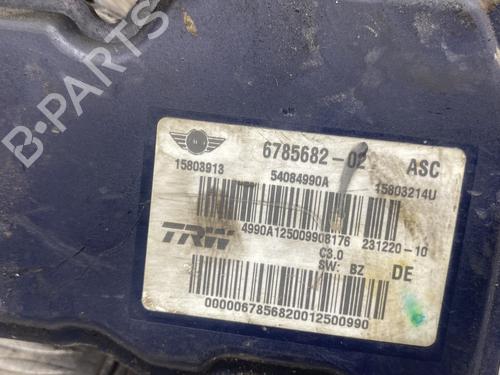 B-PARTS
6785682-02 ASC
15803913 54084990A 15803214U
4990A125009908176 231220-10
TRW
C3.0
SW: BZ DE
0000067856820012500990